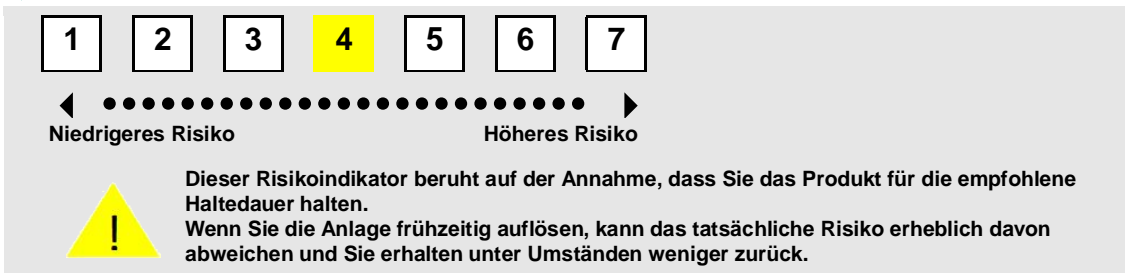 1 2 3 4 5 6 7
Niedrigeres Risiko Höheres Risiko
Dieser Risikoindikator beruht auf der Annahme, dass Sie das Produkt für die empfohlene
Haltedauer halten.
! Wenn Sie die Anlage frühzeitig auflösen, kann das tatsächliche Risiko erheblich davon
abweichen und Sie erhalten unter Umständen weniger zurück.